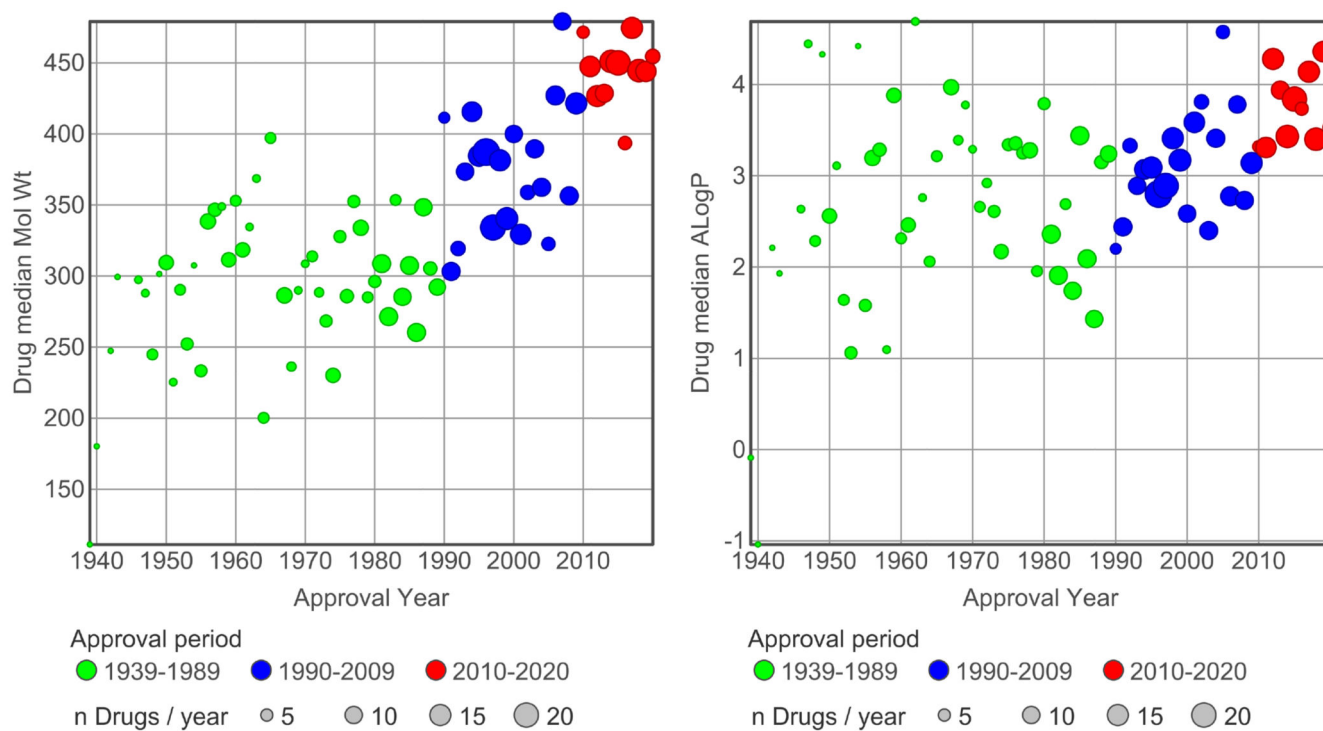 450
400
350
300
250
200
150
Drug median Mol Wt
1940 1950 1960 1970 1980 1990 2000 2010
Approval Year
Approval period
1939-1989 1990-2009 2010-2020
n Drugs / year 5 10 15 20
4
3
2
1
0
-1
Drug median ALogP
1940 1950 1960 1970 1980 1990 2000 2010
Approval Year
Approval period
1939-1989 1990-2009 2010-2020
n Drugs / year 5 10 15 20